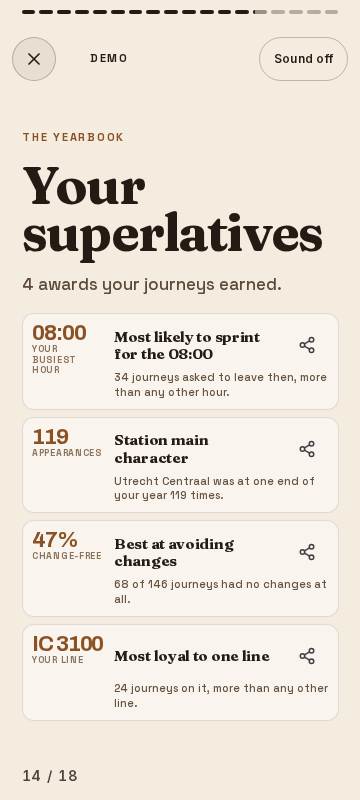 DEMO
Sound off
THE YEARBOOK
Your
superlatives
4 awards your journeys earned.
08:00
YOUR
BUSIEST
HOUR
Most likely to sprint
for the 08:00
34 journeys asked to leave then, more
than any other hour.
119
APPEARANCES
Station main
character
Utrecht Centraal was at one end of
your year 119 times.
47%
CHANGE-FREE
Best at avoiding
changes
68 of 146 journeys had no changes at
all.
IC 3100
YOUR LINE
Most loyal to one line
24 journeys on it, more than any other
line.
14 / 18